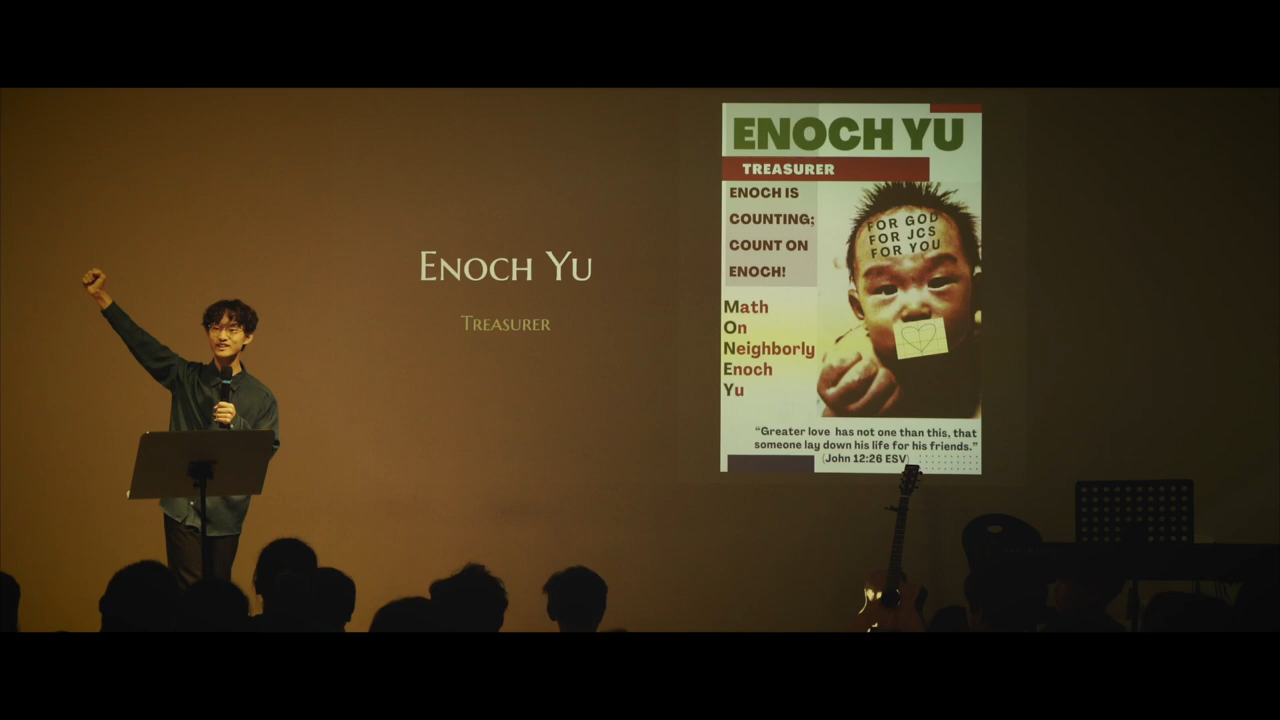 Enoch Yu
Treasurer
ENOCH YU
TREASURER
ENOCH IS
COUNTING;
COUNT ON
ENOCH!
FOR GOD
FOR JCS
FOR YOU
Math
On
Neighborly
Enoch
Yu
“Greater love has not one than this, that
someone lay down his life for his friends.”
(John 12:26 ESV)